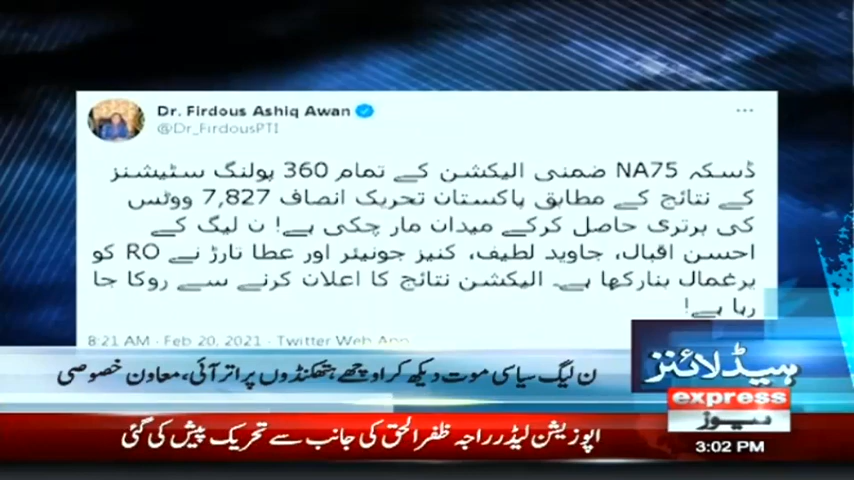 Dr. Firdous Ashiq Awan
@Dr_FirdousPTI
ڈسکہ NA75 ضمنی الیکشن کے تمام 360 پولنگ سٹیشنز
کے نتائج کے مطابق پاکستان تحریک انصاف 7,827 ووٹس
کی برتری حاصل کرکے میدان مار چکی ہے! ن لیگ کے
احسن اقبال، جاوید لطیف، کنیز جونیئر اور عطا تارڑ نے RO کو
یرغمال بنارکھا ہے۔ الیکشن نتائج کا اعلان کرنے سے روکا جا
رہا ہے!
8:21 AM · Feb 20, 2021 · Twitter Web App
ہیڈلائنز
ن لیگ سیاسی موت دیکھ کر اوچھے ہتھکنڈوں پر اتر آئی، معاون خصوصی
express
نیوز
اپوزیشن لیڈر راجہ ظفر الحق کی جانب سے تحریک پیش کی گئی
3:02 PM